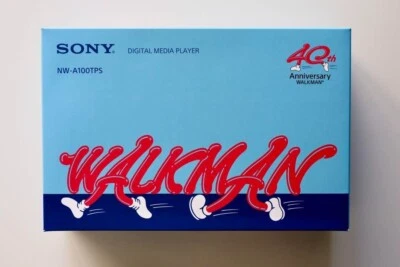 SONY DIGITAL MEDIA PLAYER
NW-A100TPS
40th
Anniversary
WALKMAN®
WALKMAN